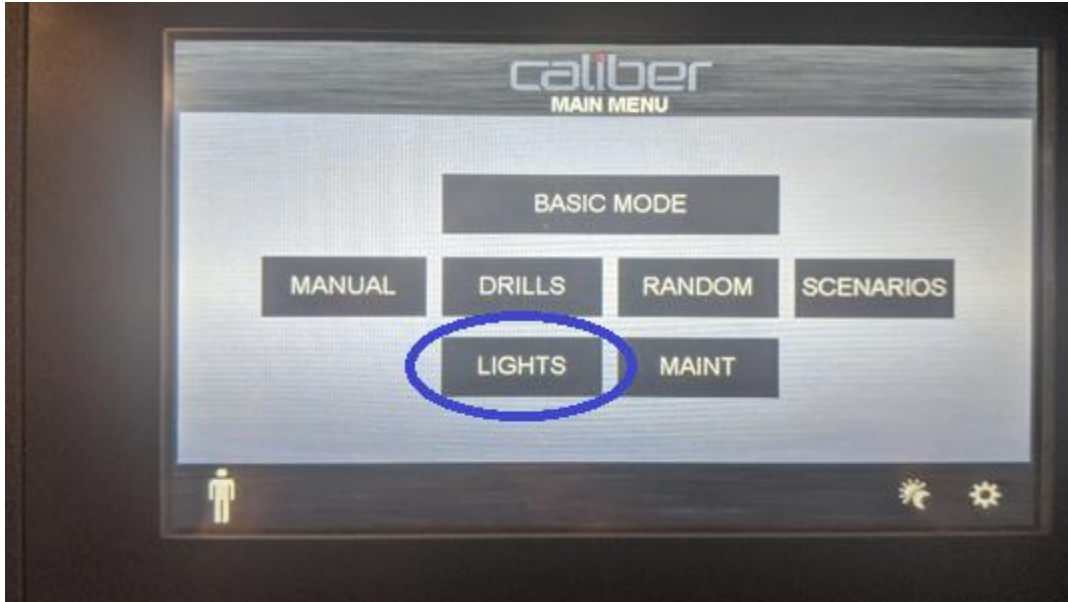 caliber
MAIN MENU
BASIC MODE
MANUAL DRILLS RANDOM SCENARIOS
LIGHTS MAINT